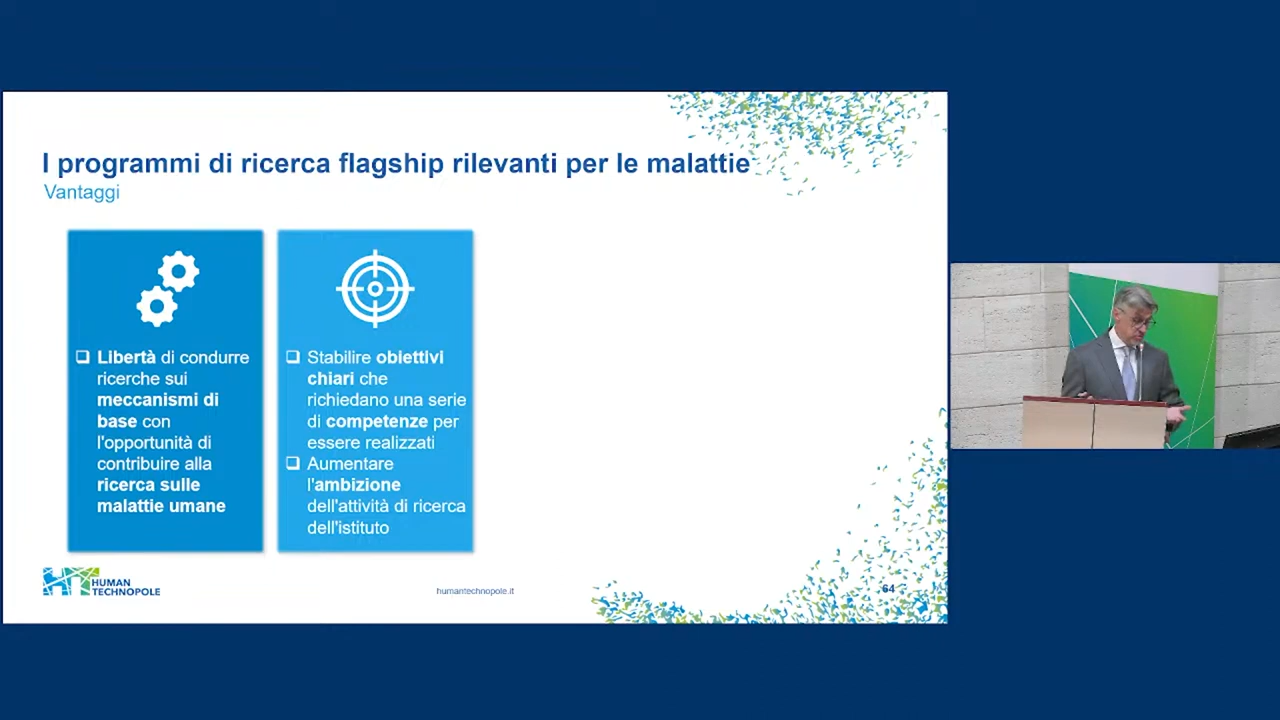 I programmi di ricerca flagship rilevanti per le malattie
Vantaggi
❑ Libertà di condurre
ricerche sui
meccanismi di
base con
l'opportunità di
contribuire alla
ricerca sulle
malattie umane
❑ Stabilire obiettivi
chiari che
richiedano una serie
di competenze per
essere realizzati
❑ Aumentare
l'ambizione
dell'attività di ricerca
dell'istituto
HT HUMAN
TECHNOPOLE
humantechnopole.it
64